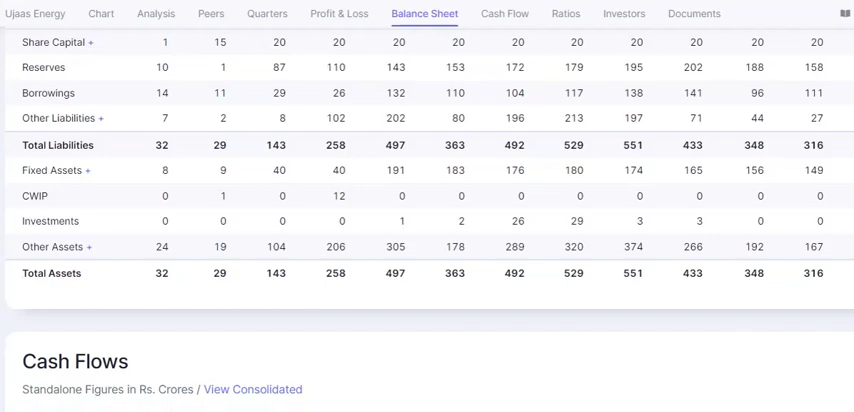 Ujaas Energy Chart Analysis Peers Quarters Profit & Loss Balance Sheet Cash Flow Ratios Investors Documents
Share Capital + 1 15 20 20 20 20 20 20 20 20 20 20
Reserves 10 1 87 110 143 153 172 179 195 202 188 158
Borrowings 14 11 29 26 132 110 104 117 138 141 96 111
Other Liabilities + 7 2 8 102 202 80 196 213 197 71 44 27
Total Liabilities 32 29 143 258 497 363 492 529 551 433 348 316
Fixed Assets + 8 9 40 40 191 183 176 180 174 165 156 149
CWIP 0 1 0 12 0 0 0 0 0 0 0 0
Investments 0 0 0 0 1 2 26 29 3 3 0 0
Other Assets + 24 19 104 206 305 178 289 320 374 266 192 167
Total Assets 32 29 143 258 497 363 492 529 551 433 348 316
Cash Flows
Standalone Figures in Rs. Crores / View Consolidated